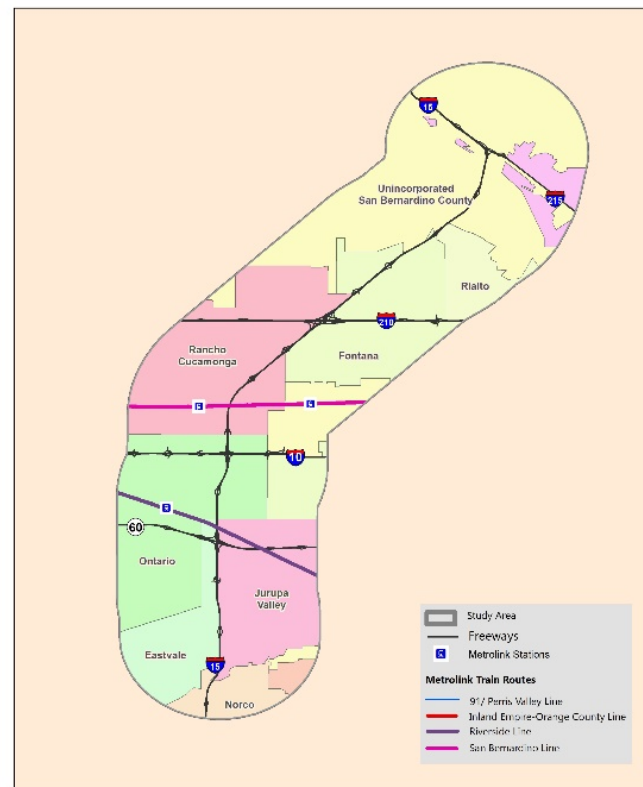 15
Unincorporated
San Bernardino County
215
Rialto
210
Rancho
Cucamonga
Fontana
10
60
Ontario
Jurupa
Valley
Eastvale
15
Norco
Study Area
Freeways
Metrolink Stations
Metrolink Train Routes
91/ Perris Valley Line
Inland Empire-Orange County Line
Riverside Line
San Bernardino Line